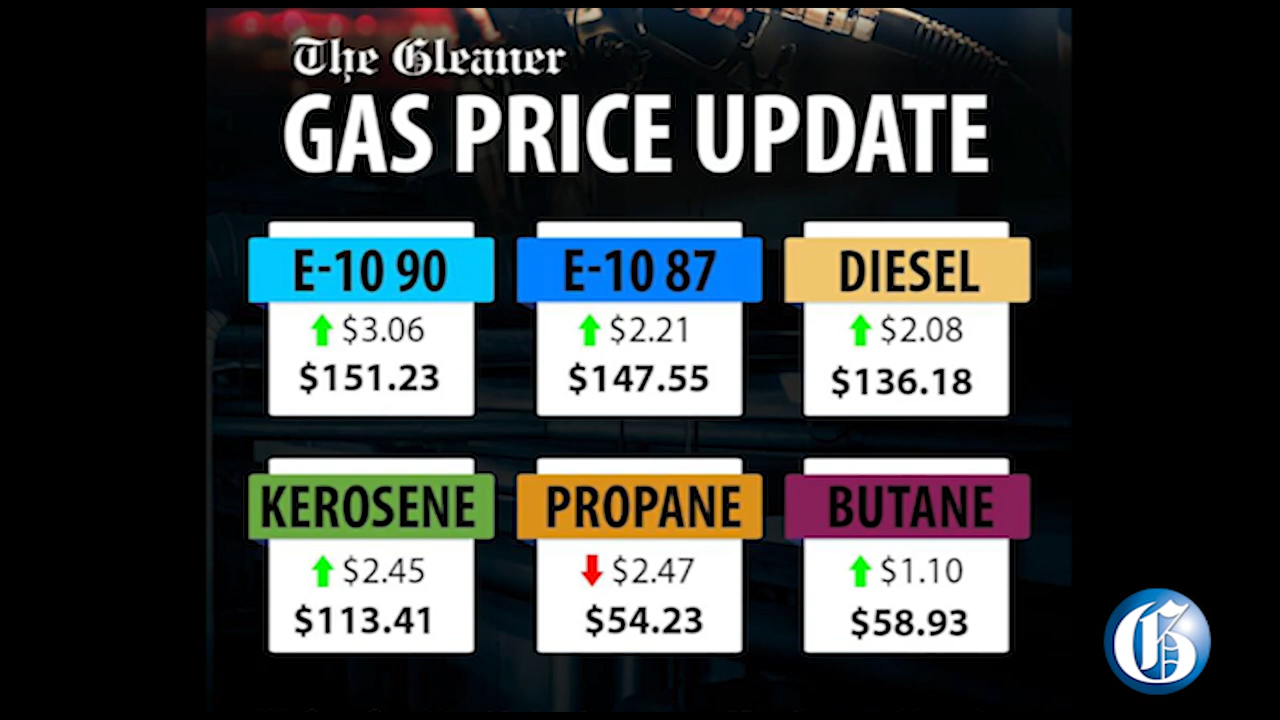 The Gleaner
GAS PRICE UPDATE
E-10 90
$3.06
$151.23
E-10 87
$2.21
$147.55
DIESEL
$2.08
$136.18
KEROSENE
$2.45
$113.41
PROPANE
$2.47
$54.23
BUTANE
$1.10
$58.93
G